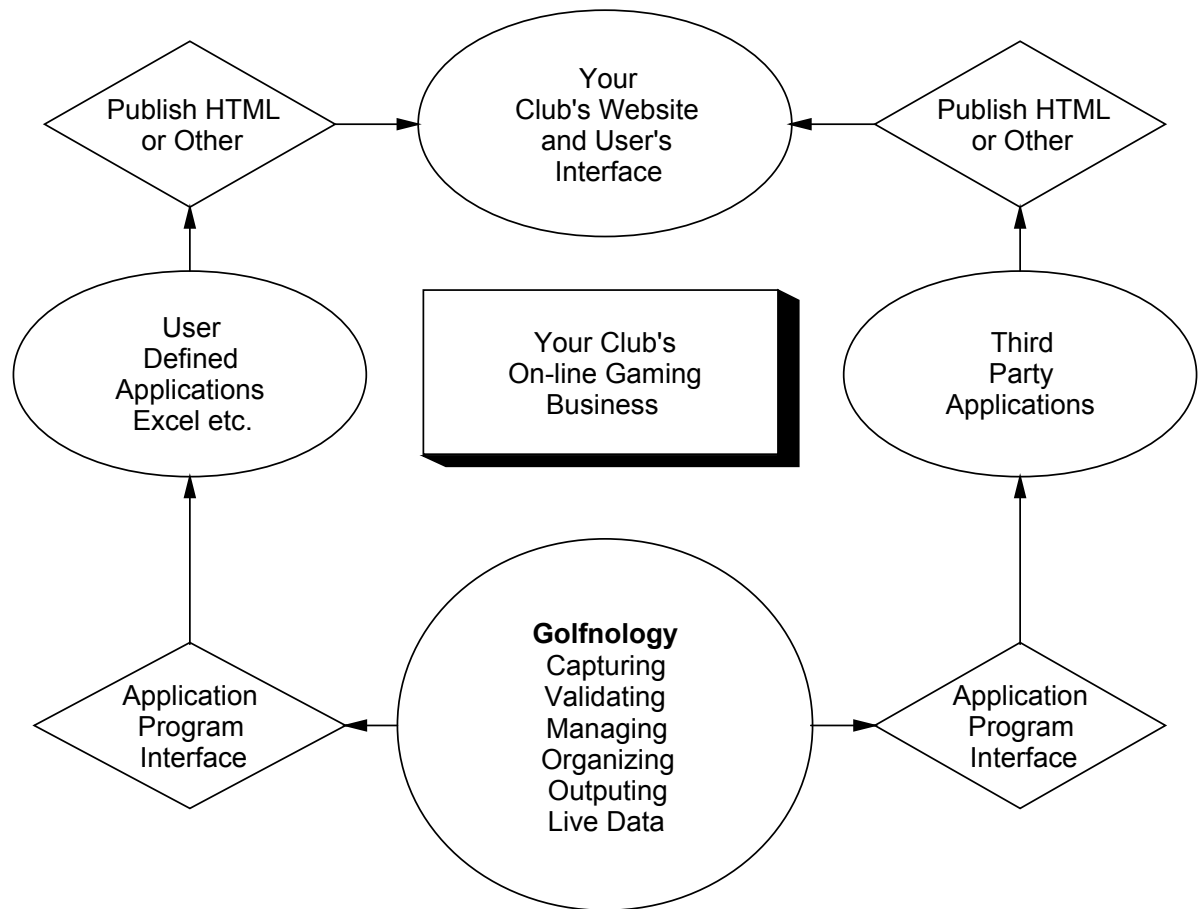 Publish HTML
or Other
Your
Club's Website
and User's
Interface
Publish HTML
or Other
User
Defined
Applications
Excel etc.
Your Club's
On-line Gaming
Business
Third
Party
Applications
Application
Program
Interface
Golfnology
Capturing
Validating
Managing
Organizing
Outputing
Live Data
Application
Program
Interface